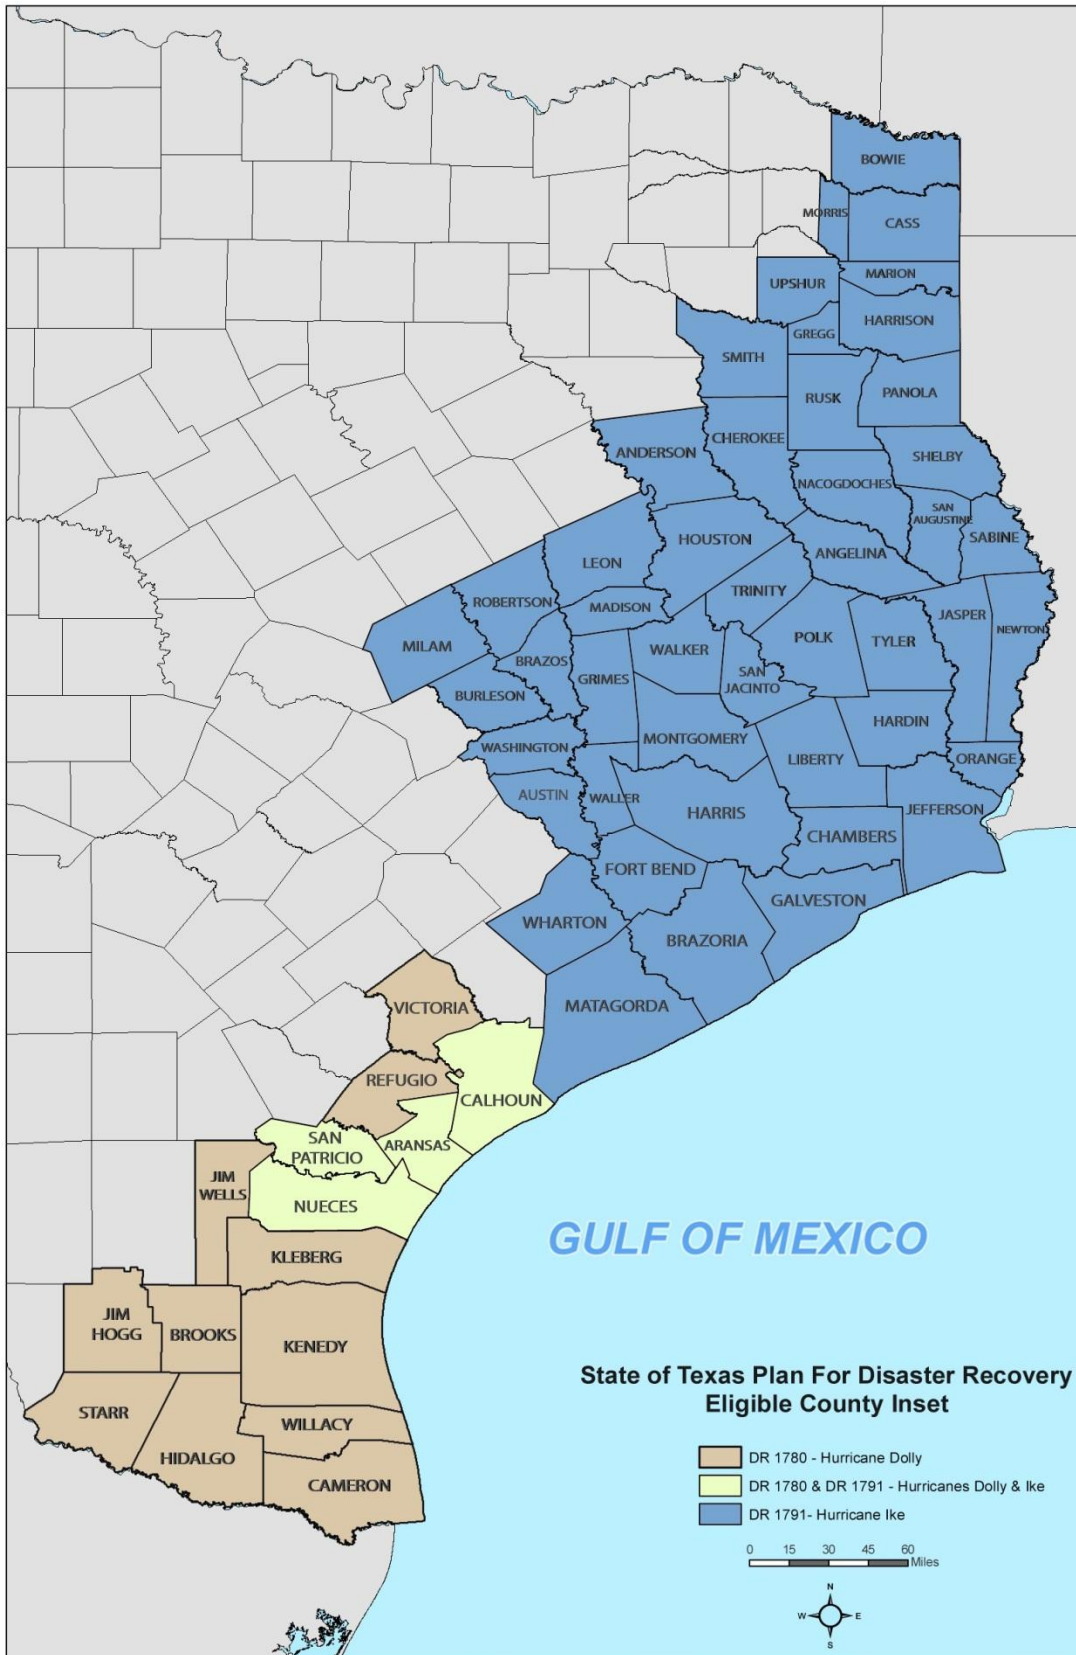 BOWIE
MORRIS
CASS
MARION
UPSHUR
HARRISON
GREGG
SMITH
RUSK
PANOLA
CHEROKEE
ANDERSON
SHELBY
NACOGDOCHES
SAN
AUGUSTINE
SABINE
HOUSTON
ANGELINA
LEON
TRINITY
ROBERTSON
MADISON
JASPER
NEWTON
MILAM
WALKER
POLK
TYLER
BRAZOS
GRIMES
SAN
JACINTO
BURLESON
HARDIN
WASHINGTON
MONTGOMERY
LIBERTY
ORANGE
AUSTIN
WALLER
HARRIS
JEFFERSON
CHAMBERS
FORT BEND
GALVESTON
WHARTON
BRAZORIA
MATAGORDA
VICTORIA
REFUGIO
CALHOUN
SAN
PATRICIO
ARANSAS
JIM
WELLS
NUECES
GULF OF MEXICO
KLEBERG
JIM
HOGG
BROOKS
KENEDY
STARR
WILLACY
HIDALGO
CAMERON
State of Texas Plan For Disaster Recovery
Eligible County Inset
DR 1780 - Hurricane Dolly
DR 1780 & DR 1791 - Hurricanes Dolly & Ike
DR 1791- Hurricane Ike
0 15 30 45 60
Miles
N
W E
S